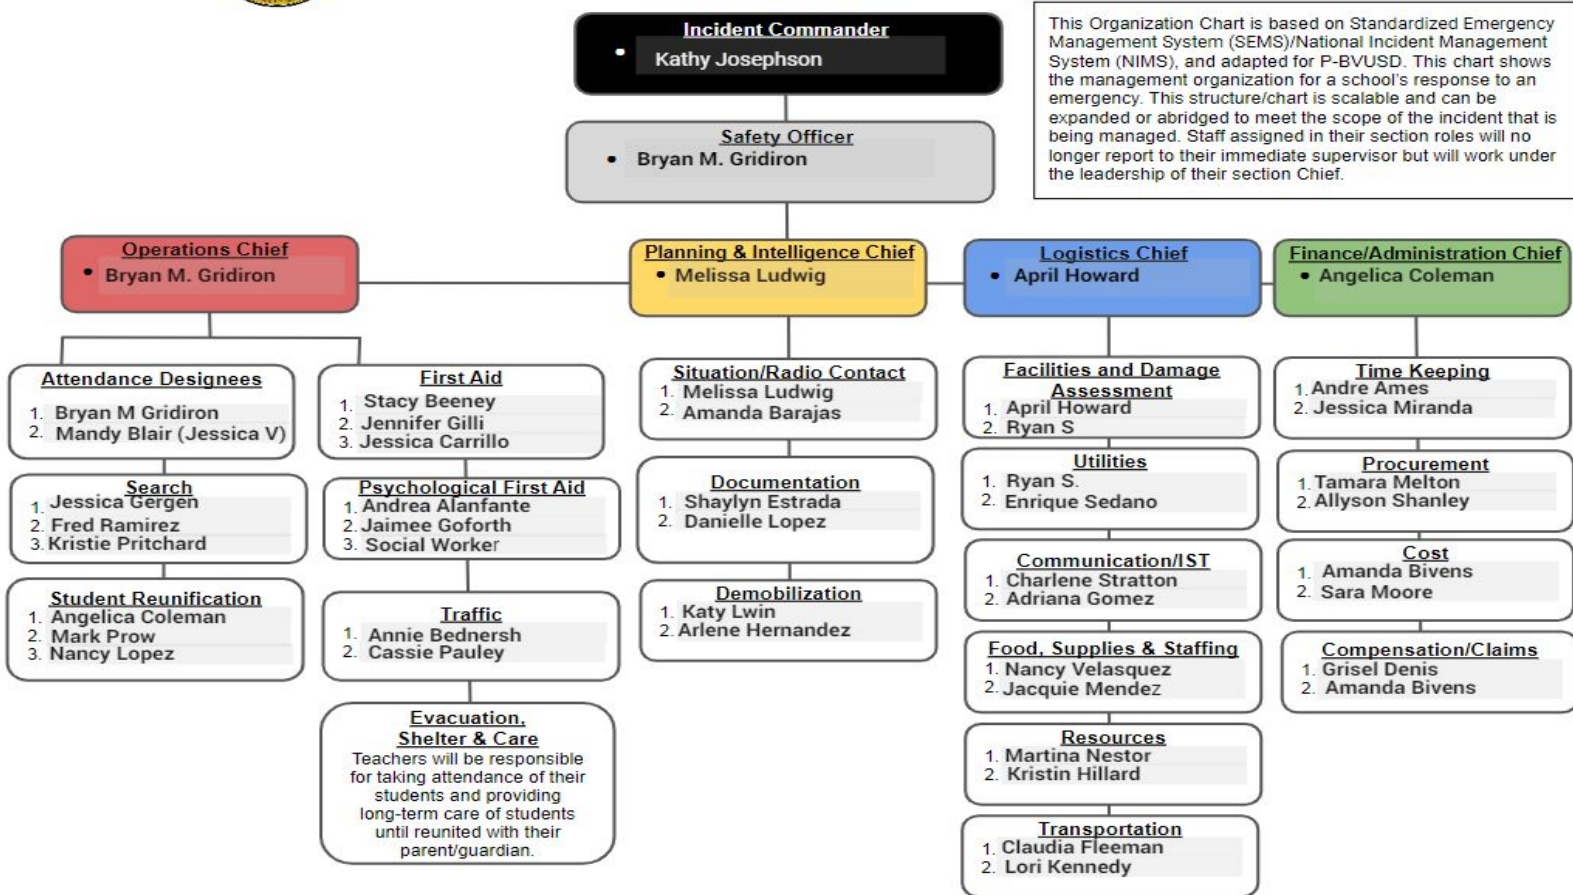 Incident Commander
• Kathy Josephson
This Organization Chart is based on Standardized Emergency
Management System (SEMS)/National Incident Management
System (NIMS), and adapted for P-BVUSD. This chart shows
the management organization for a school's response to an
emergency. This structure/chart is scalable and can be
expanded or abridged to meet the scope of the incident that is
being managed. Staff assigned in their section roles will no
longer report to their immediate supervisor but will work under
the leadership of their section Chief.
Safety Officer
• Bryan M. Gridiron
Operations Chief
• Bryan M. Gridiron
Planning & Intelligence Chief
• Melissa Ludwig
Logistics Chief
• April Howard
Finance/Administration Chief
• Angelica Coleman
Attendance Designees
1. Bryan M Gridiron
2. Mandy Blair (Jessica V)
Search
1. Jessica Gergen
2. Fred Ramirez
3. Kristie Pritchard
Student Reunification
1. Angelica Coleman
2. Mark Prow
3. Nancy Lopez
First Aid
1. Stacy Beeney
2. Jennifer Gilli
3. Jessica Carrillo
Psychological First Aid
1. Andrea Alanfante
2. Jaimee Goforth
3. Social Worker
Traffic
1. Annie Bednersh
2. Cassie Pauley
Evacuation,
Shelter & Care
Teachers will be responsible
for taking attendance of their
students and providing
long-term care of students
until reunited with their
parent/guardian.
Situation/Radio Contact
1. Melissa Ludwig
2. Amanda Barajas
Documentation
1. Shaylyn Estrada
2. Danielle Lopez
Demobilization
1. Katy Lwin
2. Arlene Hernandez
Facilities and Damage
Assessment
1. April Howard
2. Ryan S
Utilities
1. Ryan S.
2. Enrique Sedano
Communication/IST
1. Charlene Stratton
2. Adriana Gomez
Food, Supplies & Staffing
1. Nancy Velasquez
2. Jacquie Mendez
Resources
1. Martina Nestor
2. Kristin Hillard
Transportation
1. Claudia Fleeman
2. Lori Kennedy
Time Keeping
1. Andre Ames
2. Jessica Miranda
Procurement
1. Tamara Melton
2. Allyson Shanley
Cost
1. Amanda Bivens
2. Sara Moore
Compensation/Claims
1. Grisel Denis
2. Amanda Bivens